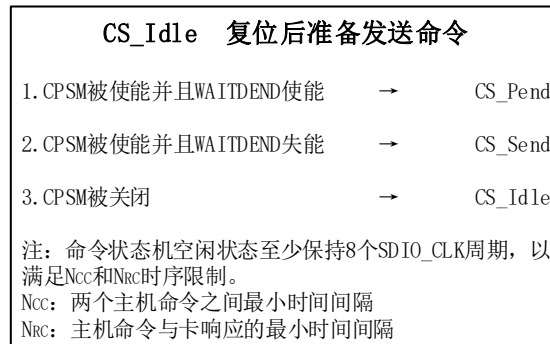 CS_Idle 复位后准备发送命令
1.CPSM被使能并且WAITDEND使能 → CS_Pend
2.CPSM被使能并且WAITDEND失能 → CS_Send
3.CPSM被关闭 → CS_Idle
注：命令状态机空闲状态至少保持8个SDIO_CLK周期，以
满足NCC和NRC时序限制。
NCC：两个主机命令之间最小时间间隔
NRC：主机命令与卡响应的最小时间间隔